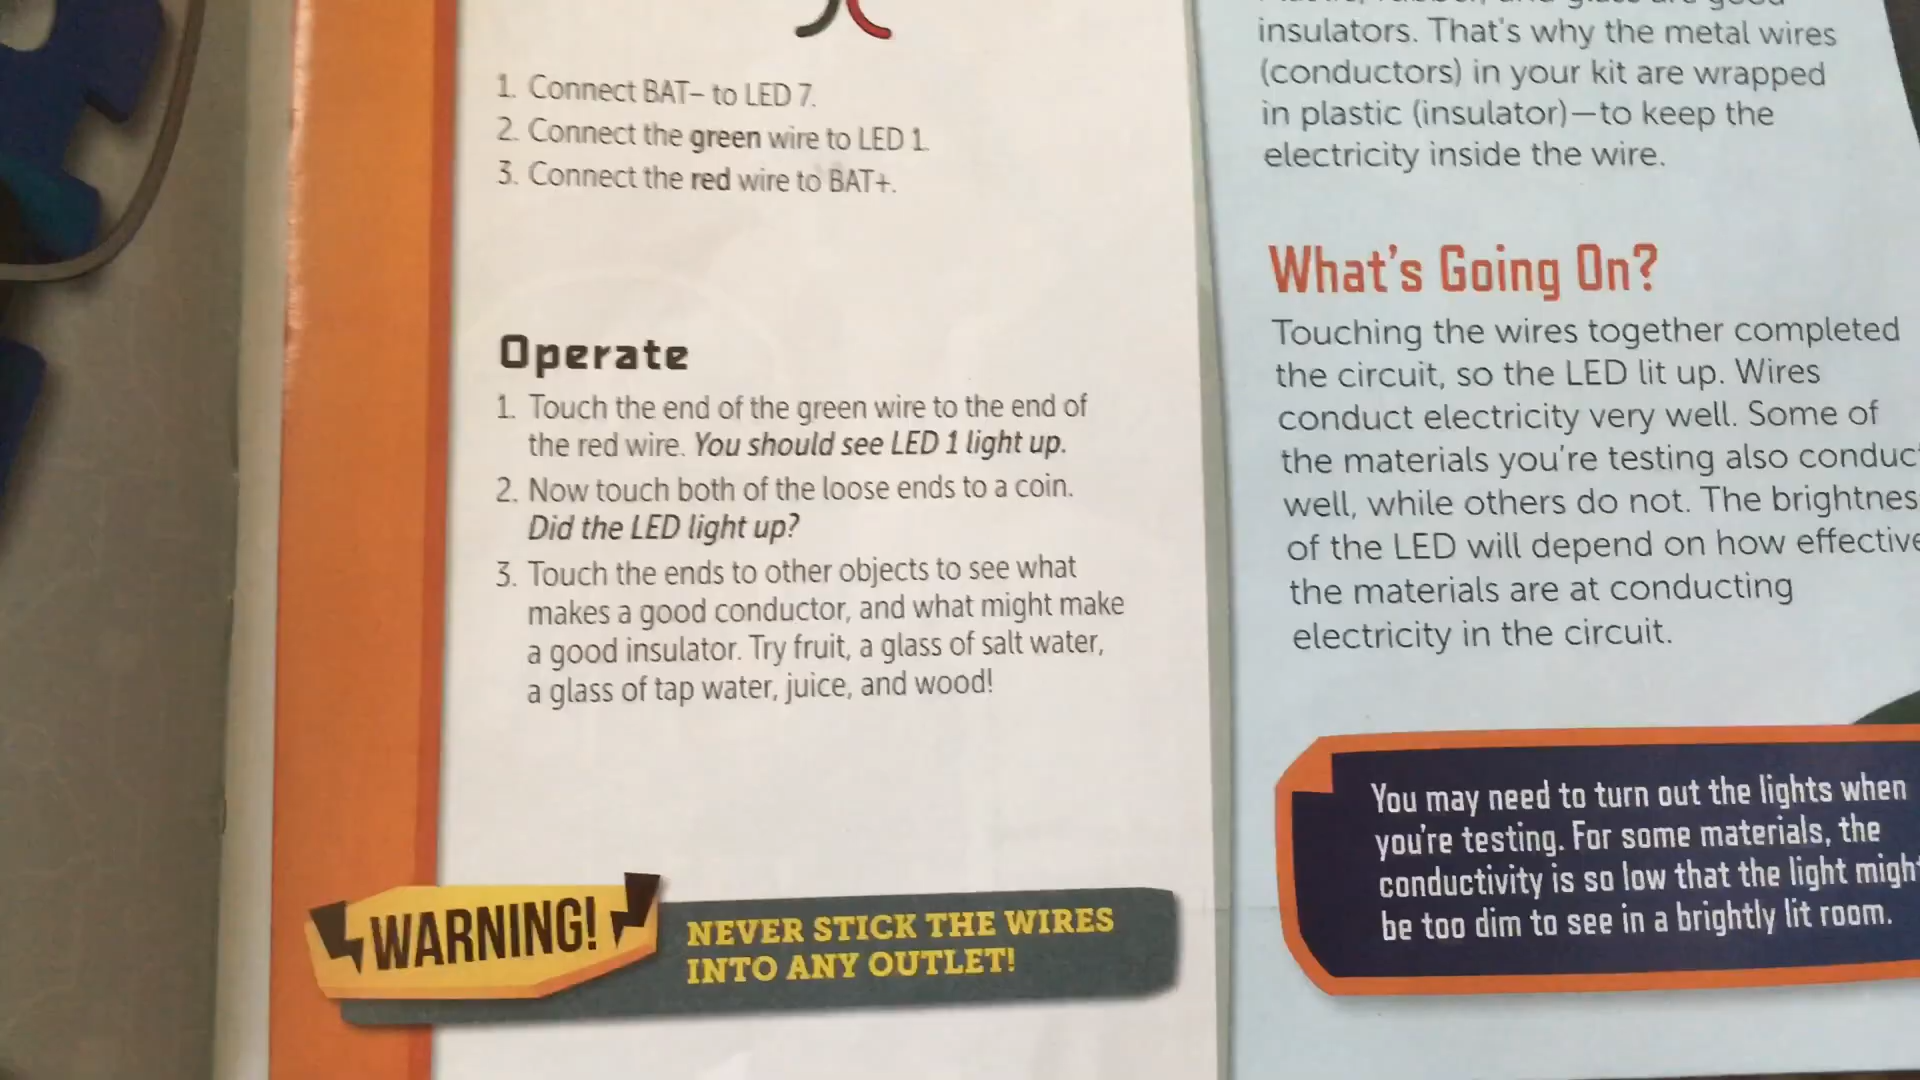 1. Connect BAT– to LED 7.
2. Connect the green wire to LED 1.
3. Connect the red wire to BAT+.
Operate
1. Touch the end of the green wire to the end of
the red wire. You should see LED 1 light up.
2. Now touch both of the loose ends to a coin.
Did the LED light up?
3. Touch the ends to other objects to see what
makes a good conductor, and what might make
a good insulator. Try fruit, a glass of salt water,
a glass of tap water, juice, and wood!
WARNING!
NEVER STICK THE WIRES
INTO ANY OUTLET!
insulators. That's why the metal wires
(conductors) in your kit are wrapped
in plastic (insulator)—to keep the
electricity inside the wire.
What's Going On?
Touching the wires together completed
the circuit, so the LED lit up. Wires
conduct electricity very well. Some of
the materials you're testing also conduc
well, while others do not. The brightnes
of the LED will depend on how effective
the materials are at conducting
electricity in the circuit.
You may need to turn out the lights when
you're testing. For some materials, the
conductivity is so low that the light migh
be too dim to see in a brightly lit room.